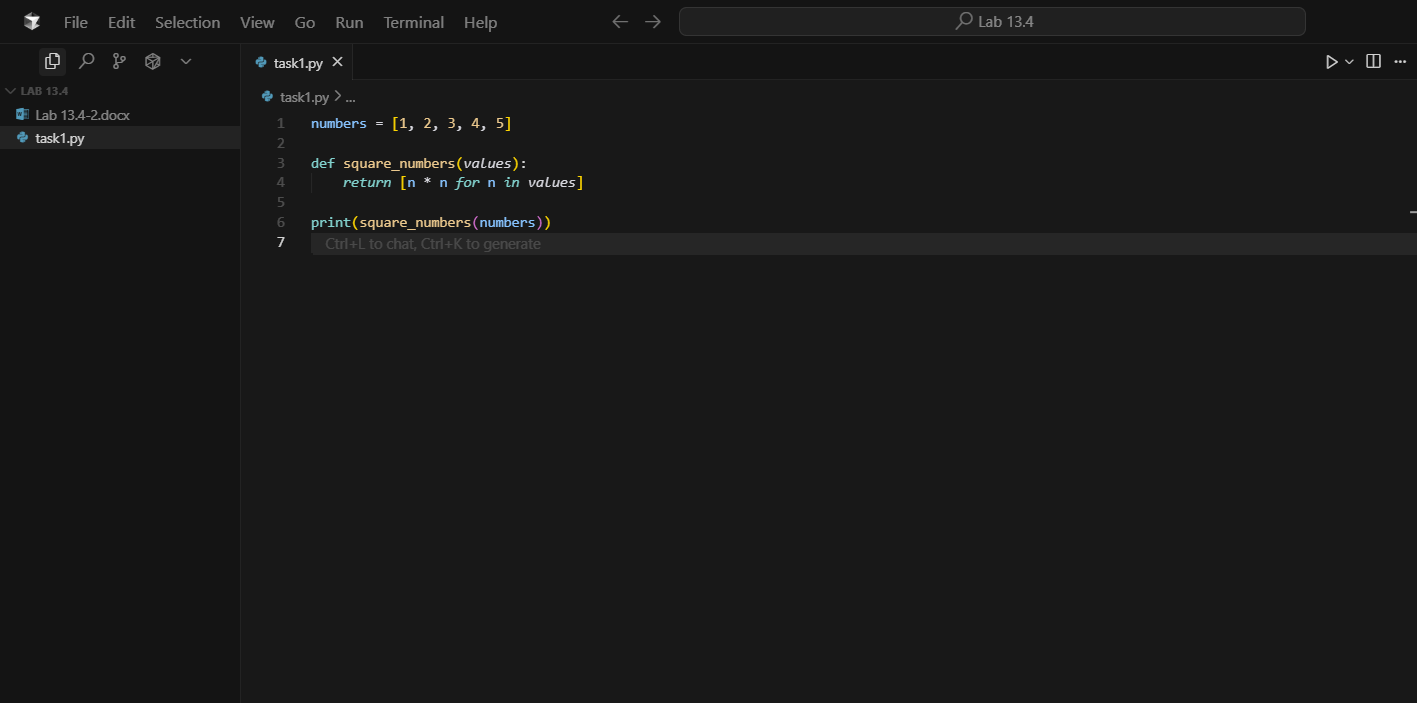 File Edit Selection View Go Run Terminal Help
Lab 13.4
LAB 13.4
Lab 13.4-2.docx
task1.py
task1.py
task1.py > ...
1 numbers = [1, 2, 3, 4, 5]
2
3 def square_numbers(values):
4     return [n * n for n in values]
5
6 print(square_numbers(numbers))
7 Ctrl+L to chat, Ctrl+K to generate